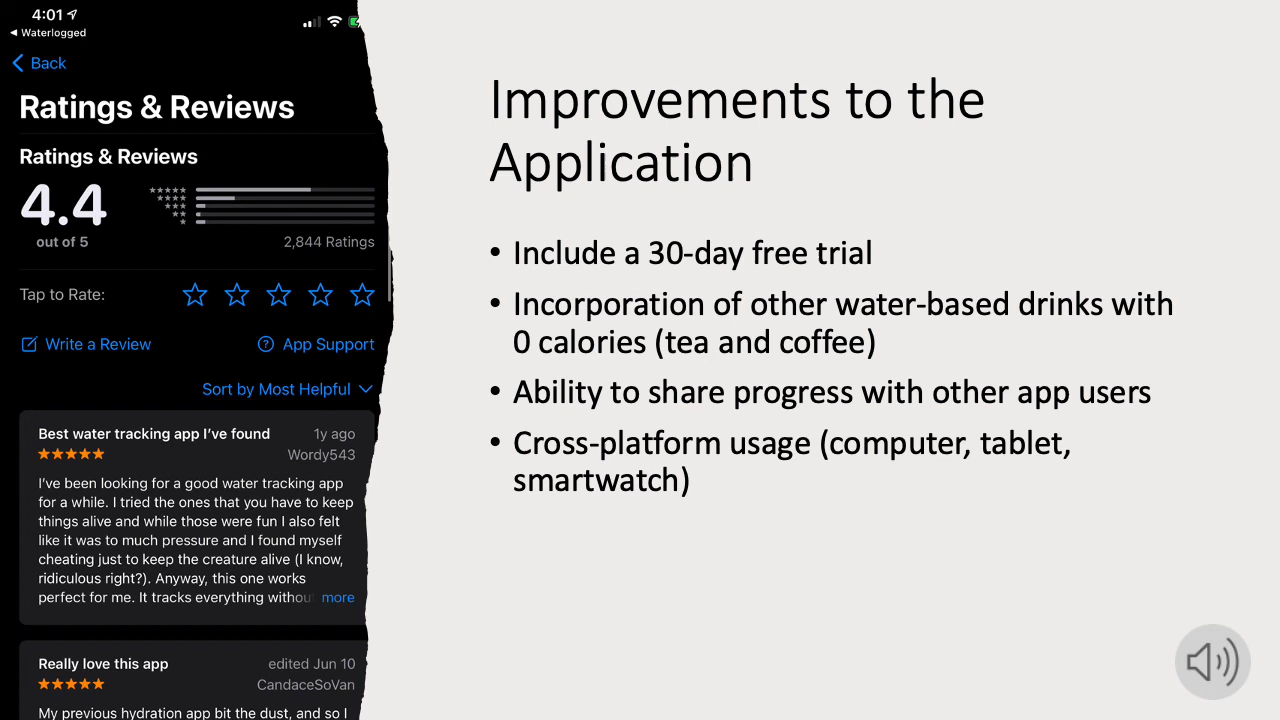 4:01
Waterlogged
Back
Ratings & Reviews
Ratings & Reviews
4.4
out of 5
2,844 Ratings
Tap to Rate:
Write a Review
App Support
Sort by Most Helpful
Best water tracking app I've found 1y ago
Wordy543
I've been looking for a good water tracking app
for a while. I tried the ones that you have to keep
things alive and while those were fun I also felt
like it was to much pressure and I found myself
cheating just to keep the creature alive (I know,
ridiculous right?). Anyway, this one works
perfect for me. It tracks everything withou more
Really love this app edited Jun 10
CandaceSoVan
My previous hydration app bit the dust, and so I
Improvements to the
Application
• Include a 30-day free trial
• Incorporation of other water-based drinks with
0 calories (tea and coffee)
• Ability to share progress with other app users
• Cross-platform usage (computer, tablet,
smartwatch)